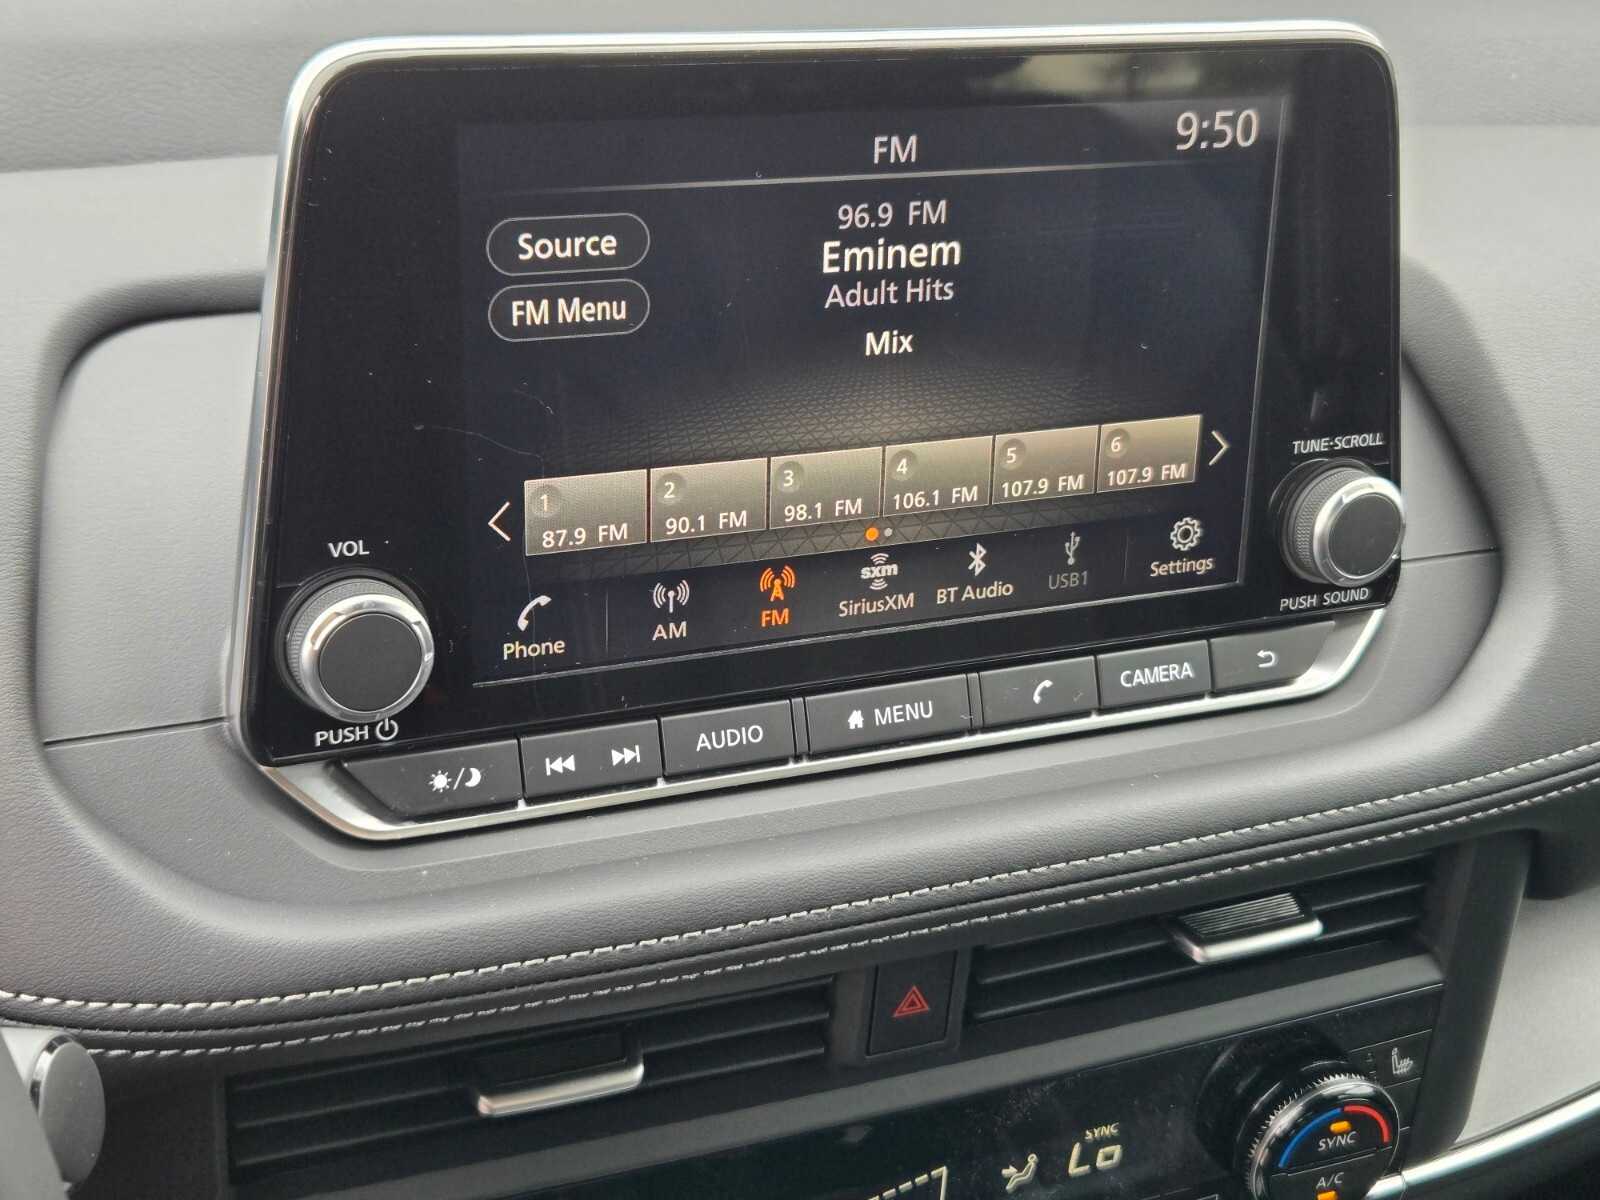 FM
9:50
Source
96.9 FM
Eminem
FM Menu
Adult Hits
Mix
TUNE·SCROLL
1
87.9 FM
2
90.1 FM
3
98.1 FM
4
106.1 FM
5
107.9 FM
6
107.9 FM
VOL
Phone
AM
FM
sxm
SiriusXM
BT Audio
USB1
Settings
PUSH SOUND
PUSH
AUDIO
MENU
CAMERA
SYNC
Lo
SYNC
A/C